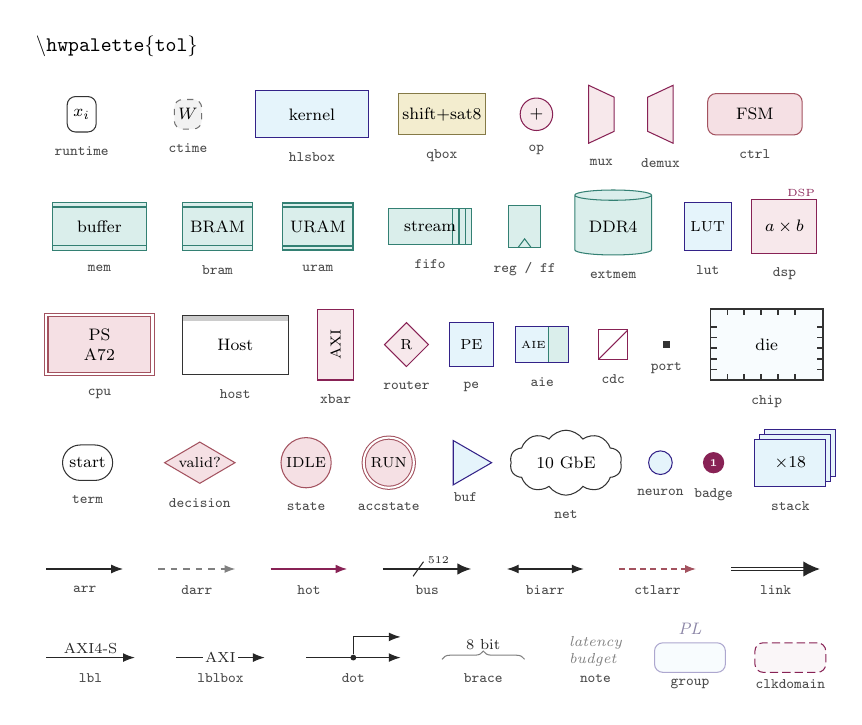 \hwpalette{tol}
x_i W kernel shift+sat8 + FSM
runtime ctime hlsbox qbox op mux demux ctrl
DSP
buffer BRAM URAM stream DDR4 LUT a × b
mem bram uram fifo reg / ff extmem lut dsp
PS
A72 Host AXI R PE AIE die
cpu host xbar router pe aie cdc port chip
start valid? IDLE RUN 10 GbE 1 ×18
term decision state accstate buf net neuron badge stack
512
arr darr hot bus biarr ctlarr link
AXI4-S AXI 8 bit latency
budget PL
lbl lblbox dot brace note group clkdomain